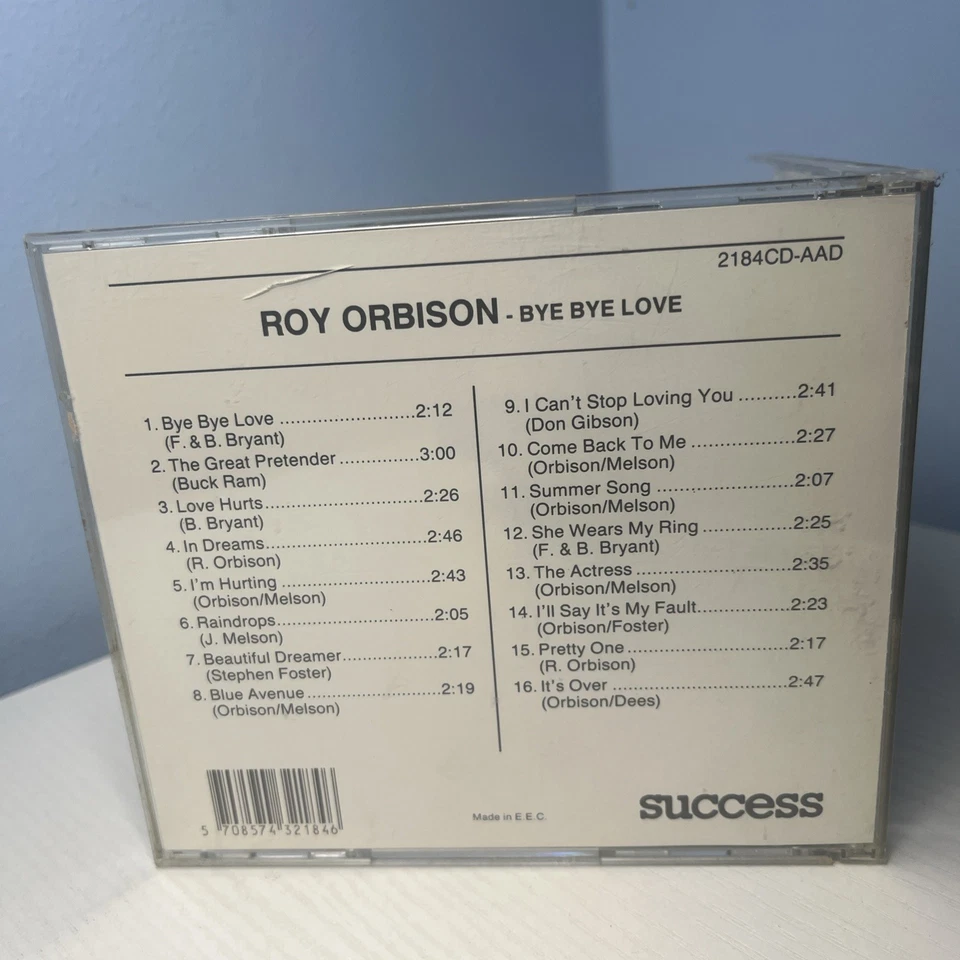 2184CD-AAD
ROY ORBISON - BYE BYE LOVE
1. Bye Bye Love ......................2:12
(F. & B. Bryant)
2. The Great Pretender .............3:00
(Buck Ram)
3. Love Hurts..........................2:26
(B. Bryant)
4. In Dreams...........................2:46
(R. Orbison)
5. I'm Hurting .........................2:43
(Orbison/Melson)
6. Raindrops...........................2:05
(J. Melson)
7. Beautiful Dreamer................2:17
(Stephen Foster)
8. Blue Avenue ......................2:19
(Orbison/Melson)
9. I Can't Stop Loving You ..........2:41
(Don Gibson)
10. Come Back To Me ..................2:27
(Orbison/Melson)
11. Summer Song .......................2:07
(Orbison/Melson)
12. She Wears My Ring ................2:25
(F. & B. Bryant)
13. The Actress ..........................2:35
(Orbison/Melson)
14. I'll Say It's My Fault................2:23
(Orbison/Foster)
15. Pretty One ............................2:17
(R. Orbison)
16. It's Over ...............................2:47
(Orbison/Dees)
5 708574 321846
Made in E.E.C.
success